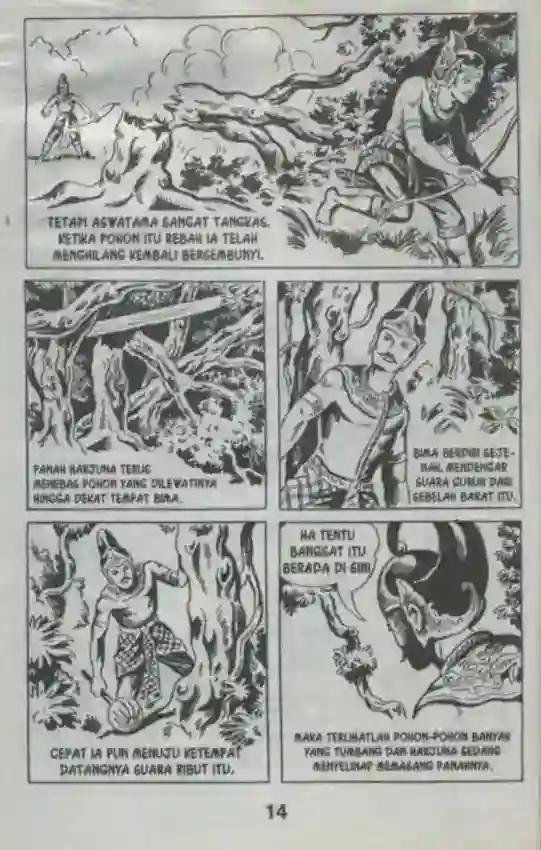 TETAPI ASWATAMA SANGAT TANGKAS.
KETIKA POHON ITU REBAH IA TELAH
MENGHILANG KEMBALI BERSEMBUNYI.
PANAH HARJUNA TERUS
MENEBAS POHON YANG DILEWATINYA
HINGGA DEKAT TEMPAT BIMA.
BIMA BERDIRI SEJE-
NAH, MENDENGAR
SUARA GURUH DARI
SEBELAH BARAT ITU.
CEPAT IA PUN MENUJU KETEMPAT
DATANGNYA SUARA RIBUT ITU.
HA TENTU
BANGSAT ITU
BERADA DI SINI
MAKA TERLIHATLAH POHON-POHON BANYAK
YANG TUMBANG DAN HARJUNA SEDANG
MENYELINAP MEMASANG PANAHNYA.
14